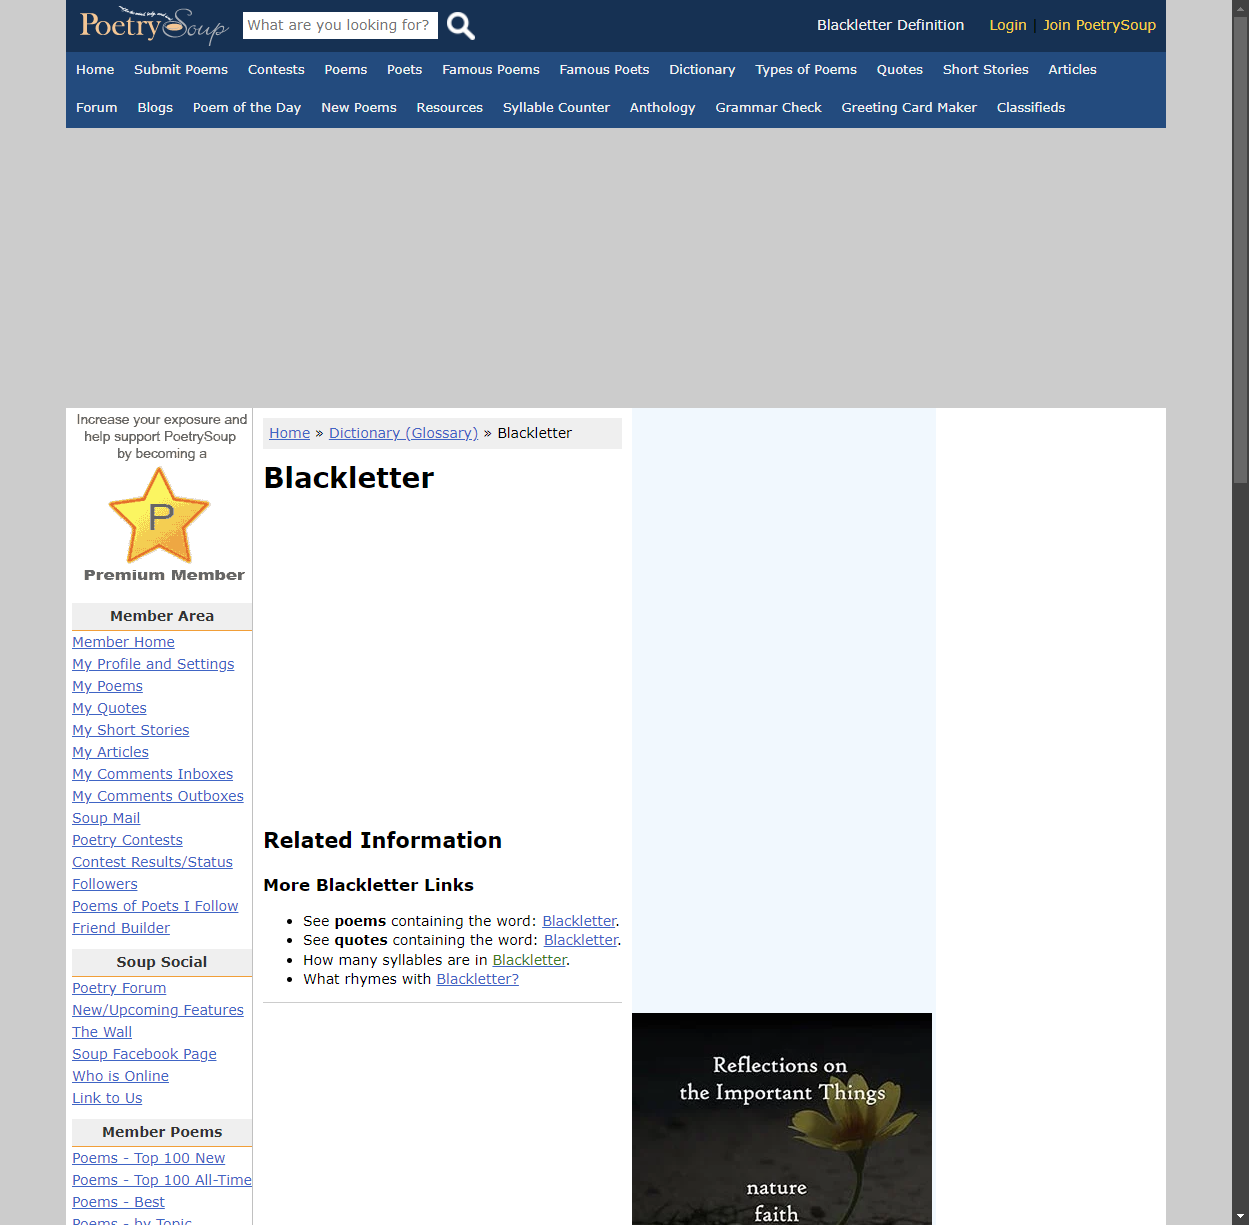 PoetrySoup
What are you looking for?
Blackletter Definition
Login | Join PoetrySoup
Home Submit Poems Contests Poems Poets Famous Poems Famous Poets Dictionary Types of Poems Quotes Short Stories Articles
Forum Blogs Poem of the Day New Poems Resources Syllable Counter Anthology Grammar Check Greeting Card Maker Classifieds
Increase your exposure and
help support PoetrySoup
by becoming a
P
Premium Member
Member Area
Member Home
My Profile and Settings
My Poems
My Quotes
My Short Stories
My Articles
My Comments Inboxes
My Comments Outboxes
Soup Mail
Poetry Contests
Contest Results/Status
Followers
Poems of Poets I Follow
Friend Builder
Soup Social
Poetry Forum
New/Upcoming Features
The Wall
Soup Facebook Page
Who is Online
Link to Us
Member Poems
Poems - Top 100 New
Poems - Top 100 All-Time
Poems - Best
Poems - by Topic
Home » Dictionary (Glossary) » Blackletter
Blackletter
Related Information
More Blackletter Links
See poems containing the word: Blackletter.
See quotes containing the word: Blackletter.
How many syllables are in Blackletter.
What rhymes with Blackletter?
Reflections on
the Important Things
nature
faith